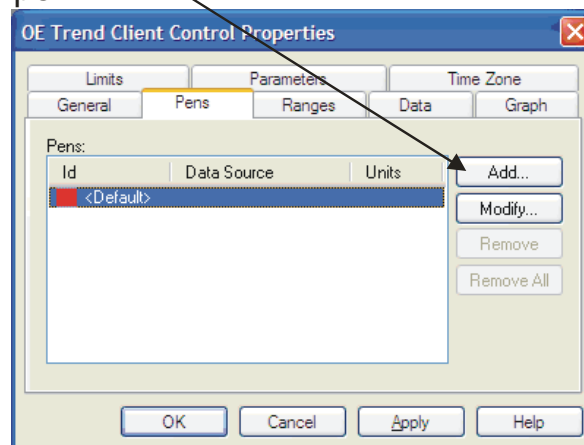 OE Trend Client Control Properties
Limits Parameters Time Zone
General Pens Ranges Data Graph
Pens:
Id Data Source Units
<Default>
Add...
Modify...
Remove
Remove All
OK Cancel Apply Help